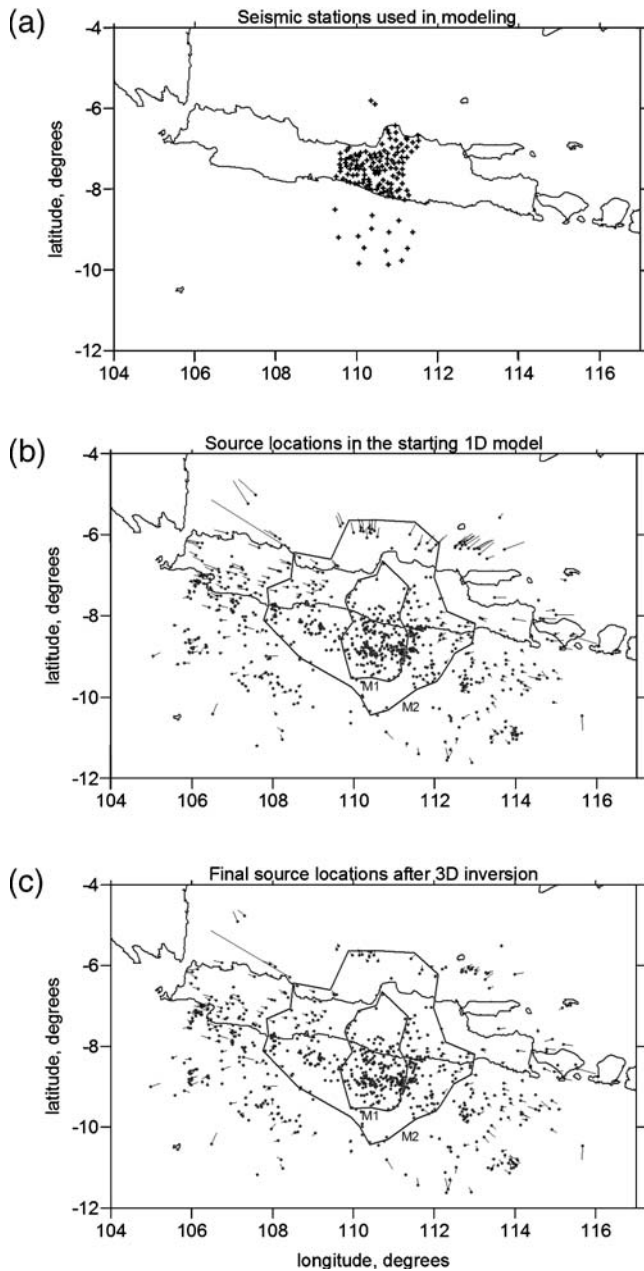 (a)
Seismic stations used in modeling
-4
-6
-8
-10
-12
latitude, degrees
104 106 108 110 112 114 116
(b)
Source locations in the starting 1D model
-4
-6
-8
-10
-12
latitude, degrees
M1
M2
104 106 108 110 112 114 116
(c)
Final source locations after 3D inversion
-4
-6
-8
-10
-12
latitude, degrees
M1
M2
104 106 108 110 112 114 116
longitude, degrees